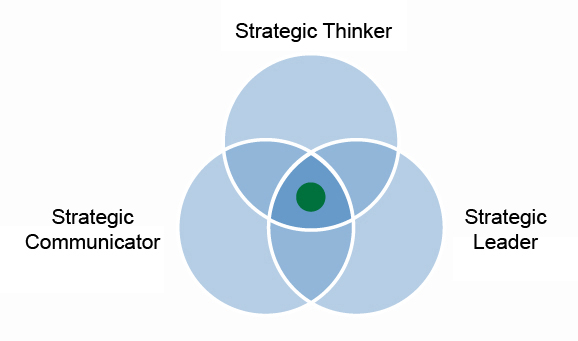 Strategic Thinker
Strategic
Communicator
Strategic
Leader